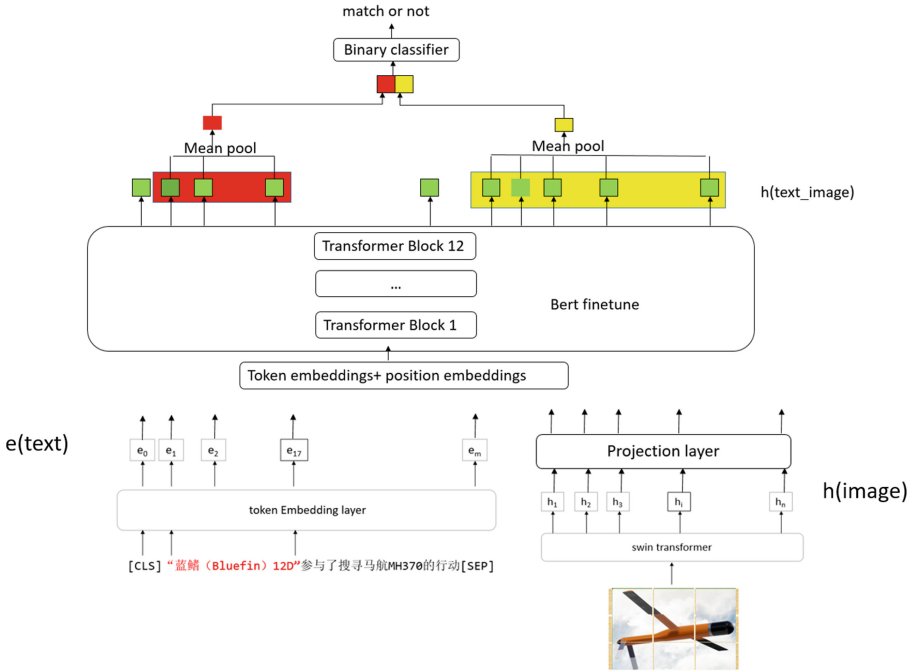 match or not
Binary classifier
Mean pool
Mean pool
h(text_image)
Transformer Block 12
...
Bert finetune
Transformer Block 1
Token embeddings+ position embeddings
e(text)
e0 e1 e2 e17 em
Projection layer
h(image)
h1 h2 h3 hi hn
token Embedding layer
swin transformer
[CLS] “蓝鳍（Bluefin）12D”参与了搜寻马航MH370的行动[SEP]